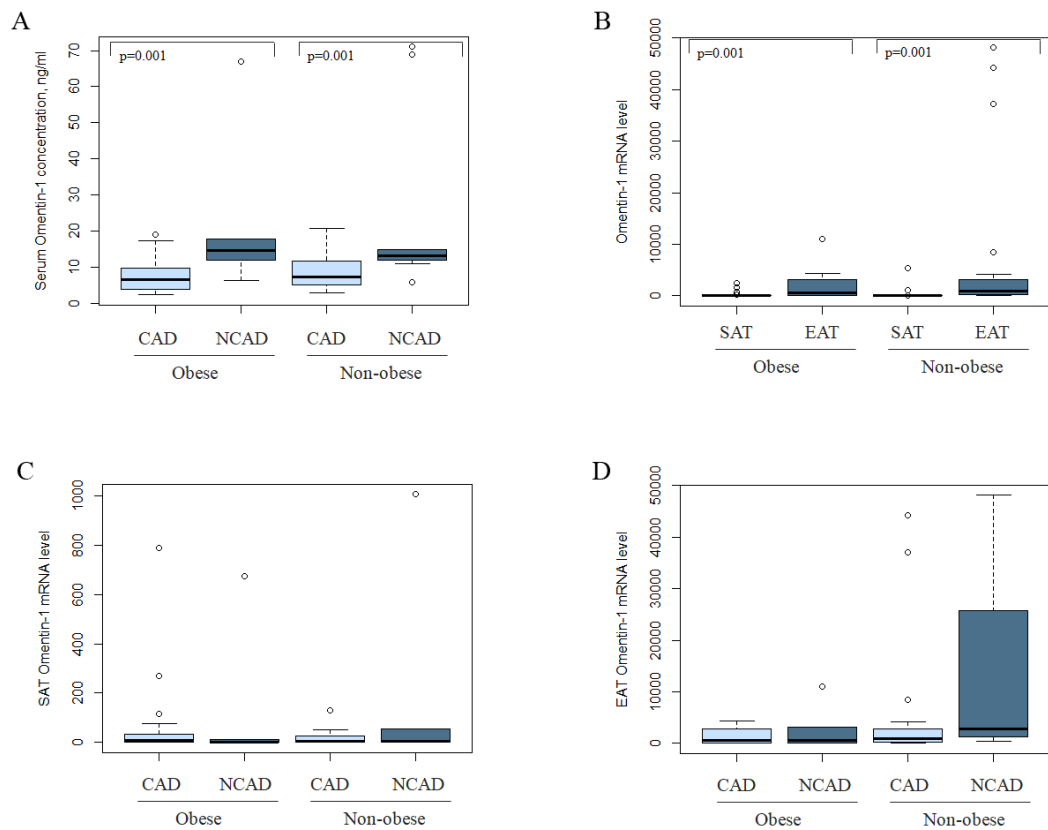 A
Serum Omentin-1 concentration, ng/ml
70
60
50
40
30
20
10
0
p=0.001
p=0.001
CAD NCAD CAD NCAD
Obese Non-obese
B
Omentin-1 mRNA level
50000
40000
30000
20000
10000
0
p=0.001
p=0.001
SAT EAT SAT EAT
Obese Non-obese
C
SAT Omentin-1 mRNA level
1000
800
600
400
200
0
CAD NCAD CAD NCAD
Obese Non-obese
D
EAT Omentin-1 mRNA level
50000
40000
30000
20000
10000
0
CAD NCAD CAD NCAD
Obese Non-obese